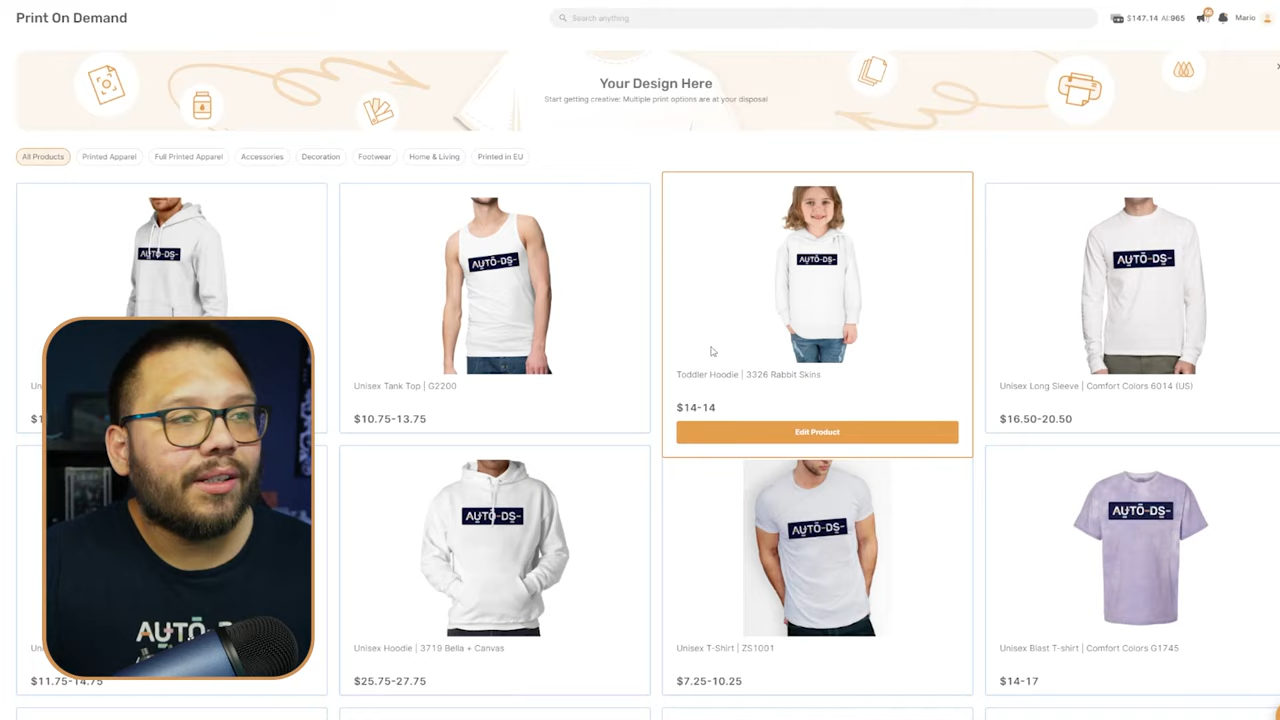 Print On Demand
Search anything
$147.14 AI:965
Mario
Your Design Here
Start getting creative: Multiple print options are at your disposal
All Products
Printed Apparel
Full Printed Apparel
Accessories
Decoration
Footwear
Home & Living
Printed in EU
AUTO-DS-
AUTO-DS-
AUTO-DS-
AUTO-DS-
Unisex Tank Top | G2200
$10.75-13.75
Toddler Hoodie | 3326 Rabbit Skins
$14-14
Edit Product
Unisex Long Sleeve | Comfort Colors 6014 (US)
$16.50-20.50
AUTO-DS-
AUTO-DS-
AUTO-DS-
Unisex Hoodie | 3719 Bella + Canvas
$25.75-27.75
Unisex T-Shirt | ZS1001
$7.25-10.25
Unisex Blast T-shirt | Comfort Colors G1745
$14-17
$11.75-14.75